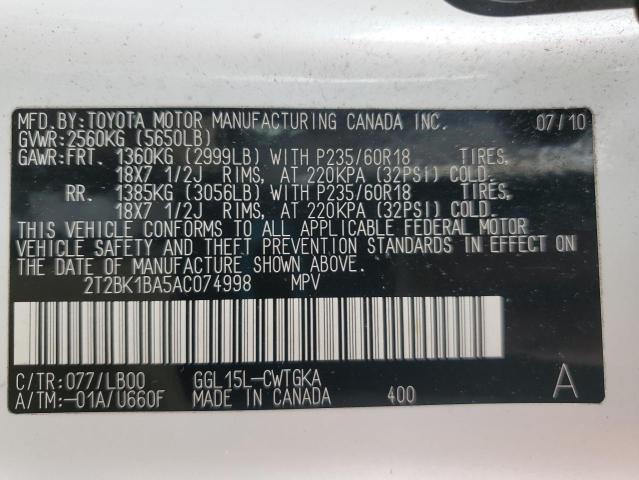 MFD. BY: TOYOTA MOTOR MANUFACTURING CANADA INC. 07/10
GVWR: 2560KG (5650LB)
GAWR: FRT. 1360KG (2999LB) WITH P235/60R18 TIRES,
18X7 1/2J RIMS, AT 220KPA (32PSI) COLD.
RR. 1385KG (3056LB) WITH P235/60R18 TIRES,
18X7 1/2J RIMS, AT 220KPA (32PSI) COLD.
THIS VEHICLE CONFORMS TO ALL APPLICABLE FEDERAL MOTOR
VEHICLE SAFETY AND THEFT PREVENTION STANDARDS IN EFFECT ON
THE DATE OF MANUFACTURE SHOWN ABOVE.
2T2BK1BA5AC074998 MPV
C/TR: 077/LB00 GGL15L-CWTGKA
A/TM:-01A/U660F MADE IN CANADA 400 A